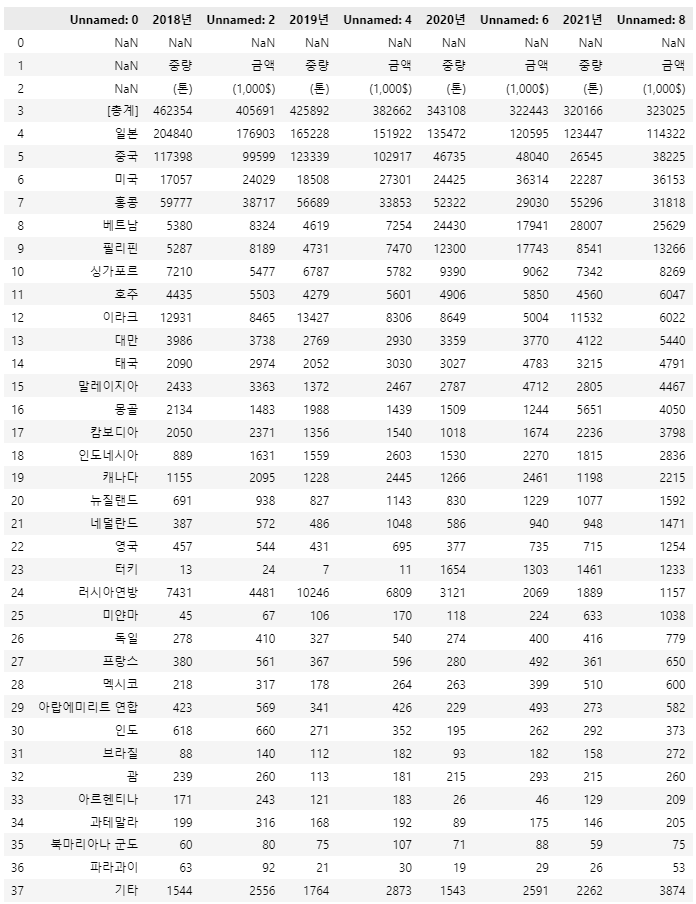 Unnamed: 0 2018년 Unnamed: 2 2019년 Unnamed: 4 2020년 Unnamed: 6 2021년 Unnamed: 8
0 NaN NaN NaN NaN NaN NaN NaN NaN NaN
1 NaN 중량 금액 중량 금액 중량 금액 중량 금액
2 NaN (톤) (1,000$) (톤) (1,000$) (톤) (1,000$) (톤) (1,000$)
3 [총계] 462354 405691 425892 382662 343108 322443 320166 323025
4 일본 204840 176903 165228 151922 135472 120595 123447 114322
5 중국 117398 99599 123339 102917 46735 48040 26545 38225
6 미국 17057 24029 18508 27301 24425 36314 22287 36153
7 홍콩 59777 38717 56689 33853 52322 29030 55296 31818
8 베트남 5380 8324 4619 7254 24430 17941 28007 25629
9 필리핀 5287 8189 4731 7470 12300 17743 8541 13266
10 싱가포르 7210 5477 6787 5782 9390 9062 7342 8269
11 호주 4435 5503 4279 5601 4906 5850 4560 6047
12 이라크 12931 8465 13427 8306 8649 5004 11532 6022
13 대만 3986 3738 2769 2930 3359 3770 4122 5440
14 태국 2090 2974 2052 3030 3027 4783 3215 4791
15 말레이지아 2433 3363 1372 2467 2787 4712 2805 4467
16 몽골 2134 1483 1988 1439 1509 1244 5651 4050
17 캄보디아 2050 2371 1356 1540 1018 1674 2236 3798
18 인도네시아 889 1631 1559 2603 1530 2270 1815 2836
19 캐나다 1155 2095 1228 2445 1266 2461 1198 2215
20 뉴질랜드 691 938 827 1143 830 1229 1077 1592
21 네덜란드 387 572 486 1048 586 940 948 1471
22 영국 457 544 431 695 377 735 715 1254
23 터키 13 24 7 11 1654 1303 1461 1233
24 러시아연방 7431 4481 10246 6809 3121 2069 1889 1157
25 미얀마 45 67 106 170 118 224 633 1038
26 독일 278 410 327 540 274 400 416 779
27 프랑스 380 561 367 596 280 492 361 650
28 멕시코 218 317 178 264 263 399 510 600
29 아랍에미리트 연합 423 569 341 426 229 493 273 582
30 인도 618 660 271 352 195 262 292 373
31 브라질 88 140 112 182 93 182 158 272
32 괌 239 260 113 181 215 293 215 260
33 아르헨티나 171 243 121 183 26 46 129 209
34 과테말라 199 316 168 192 89 175 146 205
35 북마리아나 군도 60 80 75 107 71 88 59 75
36 파라과이 63 92 21 30 19 29 26 53
37 기타 1544 2556 1764 2873 1543 2591 2262 3874